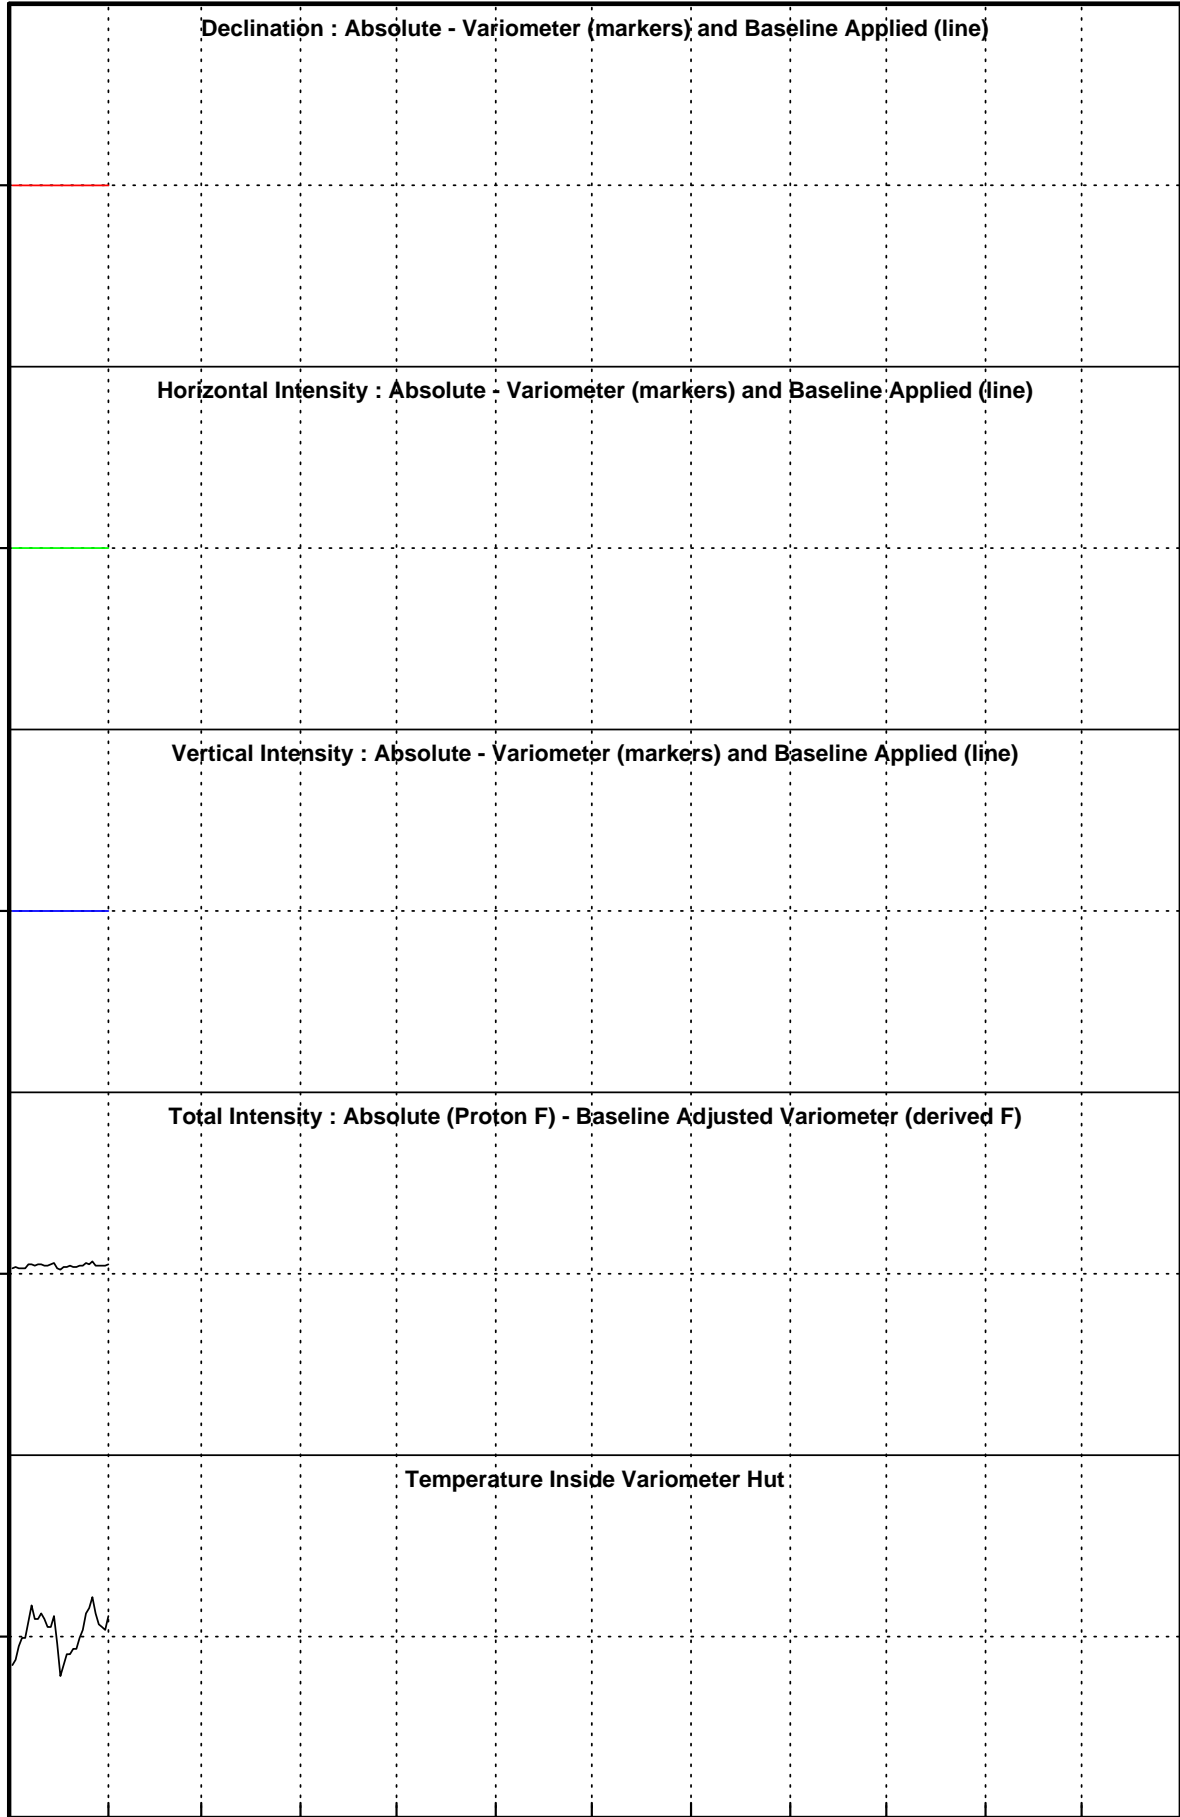 Declination : Absolute - Variometer (markers) and Baseline Applied (line)
Horizontal Intensity : Absolute - Variometer (markers) and Baseline Applied (line)
Vertical Intensity : Absolute - Variometer (markers) and Baseline Applied (line)
Total Intensity : Absolute (Proton F) - Baseline Adjusted Variometer (derived F)
Temperature Inside Variometer Hut